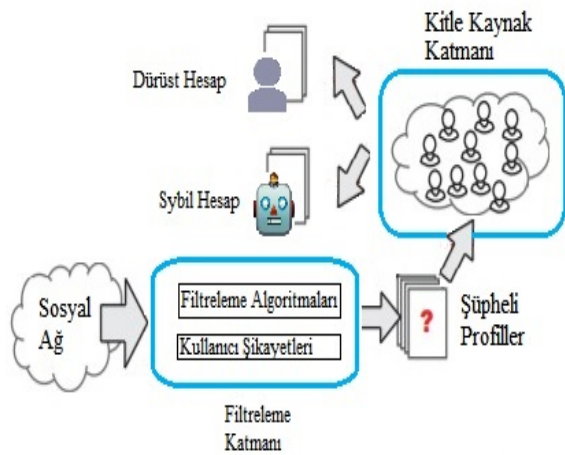 Kitle Kaynak
Katmanı
Dürüst Hesap
Sybil Hesap
Sosyal
Ağ
Filtreleme Algoritmaları
Kullanıcı Şikayetleri
?
Şüpheli
Profiller
Filtreleme
Katmanı